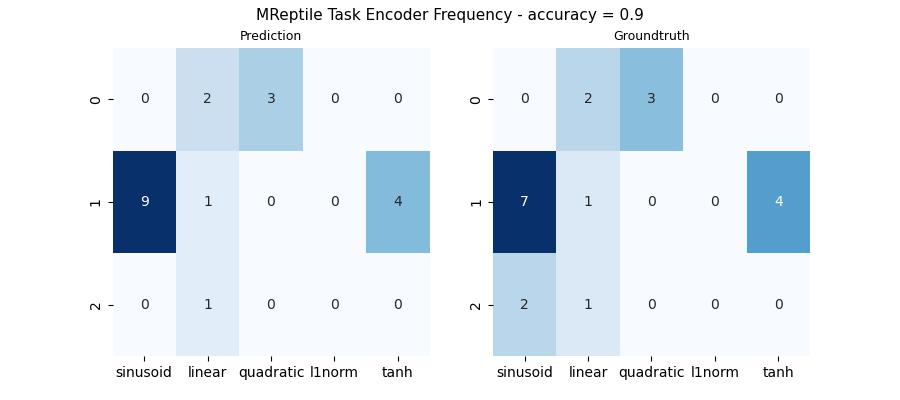 MReptile Task Encoder Frequency - accuracy = 0.9
Prediction
0 0 2 3 0 0
1 9 1 0 0 4
2 0 1 0 0 0
sinusoid linear quadratic l1norm tanh
Groundtruth
0 0 2 3 0 0
1 7 1 0 0 4
2 2 1 0 0 0
sinusoid linear quadratic l1norm tanh